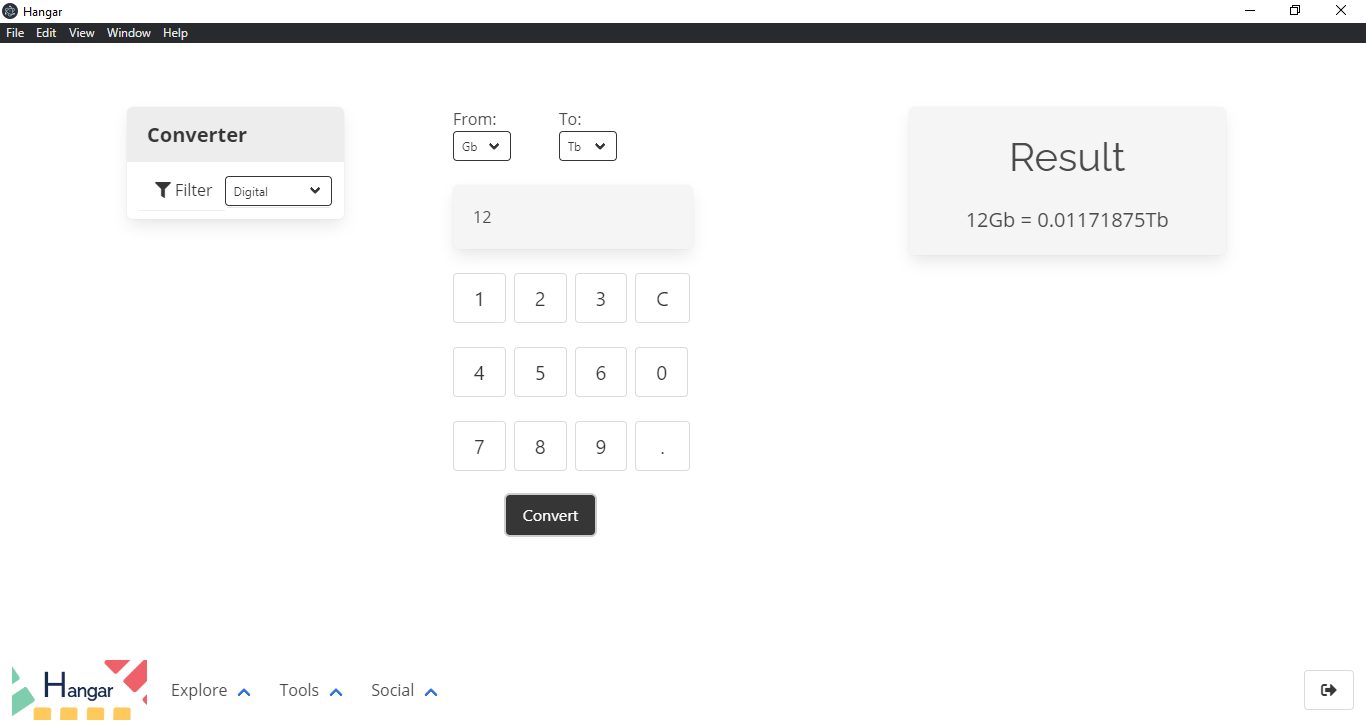 Hangar
File Edit View Window Help
Converter
Filter Digital
From: To:
Gb Tb
12
1 2 3 C
4 5 6 0
7 8 9 .
Convert
Result
12Gb = 0.01171875Tb
Hangar Explore Tools Social